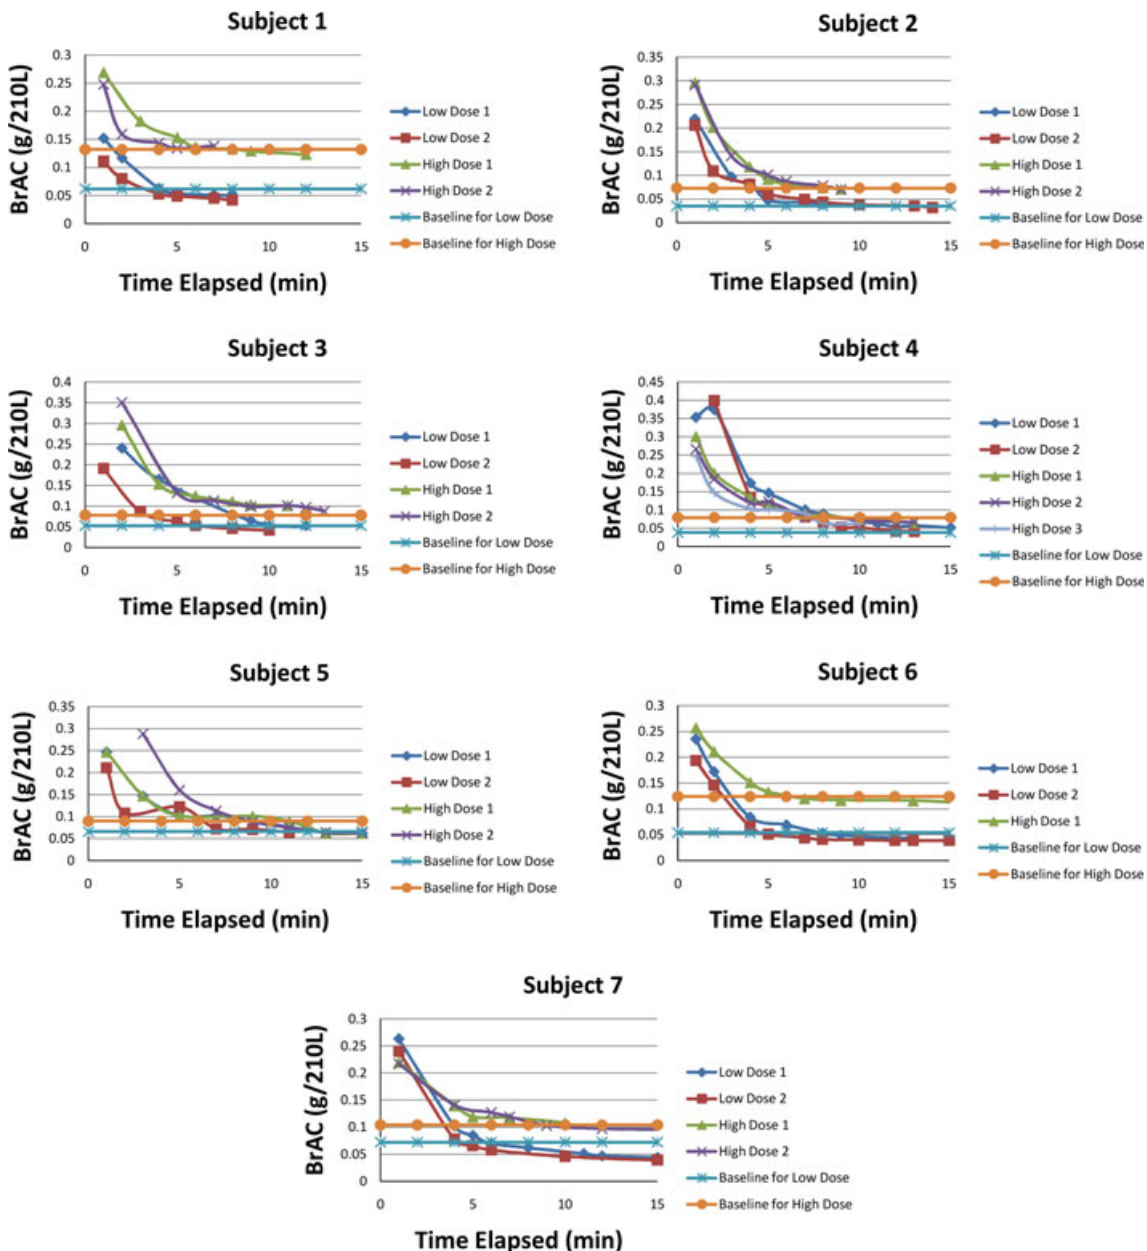 Subject 1
BrAC (g/210L)
0.3
0.25
0.2
0.15
0.1
0.05
0
0 5 10 15
Time Elapsed (min)
Low Dose 1
Low Dose 2
High Dose 1
High Dose 2
Baseline for Low Dose
Baseline for High Dose
Subject 2
BrAC (g/210L)
0.35
0.3
0.25
0.2
0.15
0.1
0.05
0
0 5 10 15
Time Elapsed (min)
Low Dose 1
Low Dose 2
High Dose 1
High Dose 2
Baseline for Low Dose
Baseline for High Dose
Subject 3
BrAC (g/210L)
0.4
0.35
0.3
0.25
0.2
0.15
0.1
0.05
0
0 5 10 15
Time Elapsed (min)
Low Dose 1
Low Dose 2
High Dose 1
High Dose 2
Baseline for Low Dose
Baseline for High Dose
Subject 4
BrAC (g/210L)
0.45
0.4
0.35
0.3
0.25
0.2
0.15
0.1
0.05
0
0 5 10 15
Time Elapsed (min)
Low Dose 1
Low Dose 2
High Dose 1
High Dose 2
High Dose 3
Baseline for Low Dose
Baseline for High Dose
Subject 5
BrAC (g/210L)
0.35
0.3
0.25
0.2
0.15
0.1
0.05
0
0 5 10 15
Time Elapsed (min)
Low Dose 1
Low Dose 2
High Dose 1
High Dose 2
Baseline for Low Dose
Baseline for High Dose
Subject 6
BrAC (g/210L)
0.3
0.25
0.2
0.15
0.1
0.05
0
0 5 10 15
Time Elapsed (min)
Low Dose 1
Low Dose 2
High Dose 1
Baseline for Low Dose
Baseline for High Dose
Subject 7
BrAC (g/210L)
0.3
0.25
0.2
0.15
0.1
0.05
0
0 5 10 15
Time Elapsed (min)
Low Dose 1
Low Dose 2
High Dose 1
High Dose 2
Baseline for Low Dose
Baseline for High Dose